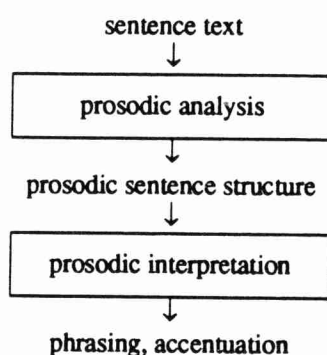 sentence text
prosodic analysis
prosodic sentence structure
prosodic interpretation
phrasing, accentuation